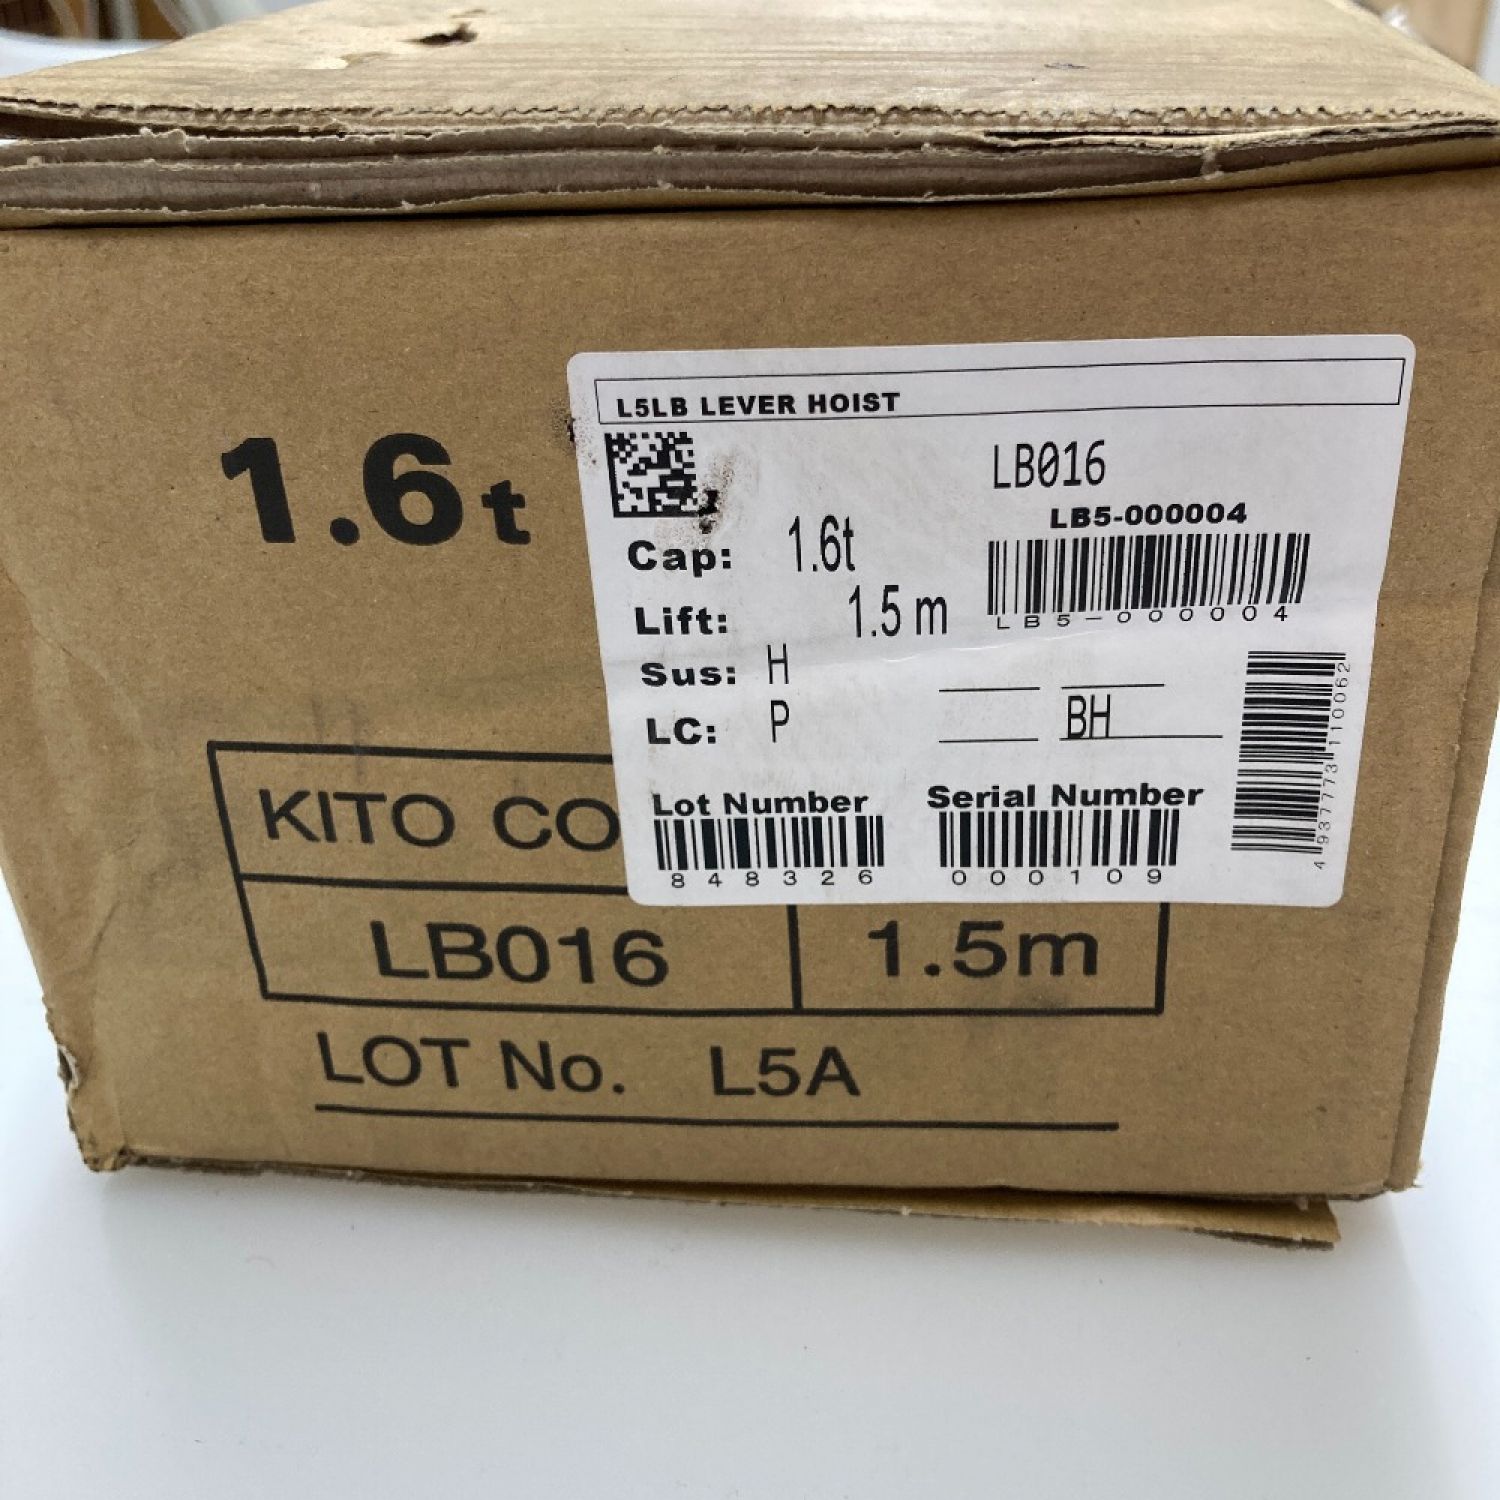 1.6t
L5LB LEVER HOIST
LB016
LB5-000004
Cap: 1.6t
LB5-000004
Lift: 1.5 m
Sus: H
LC: P
BH
4937773110062
Lot Number
848326
Serial Number
000109
KITO CO
LB016 1.5m
LOT No. L5A